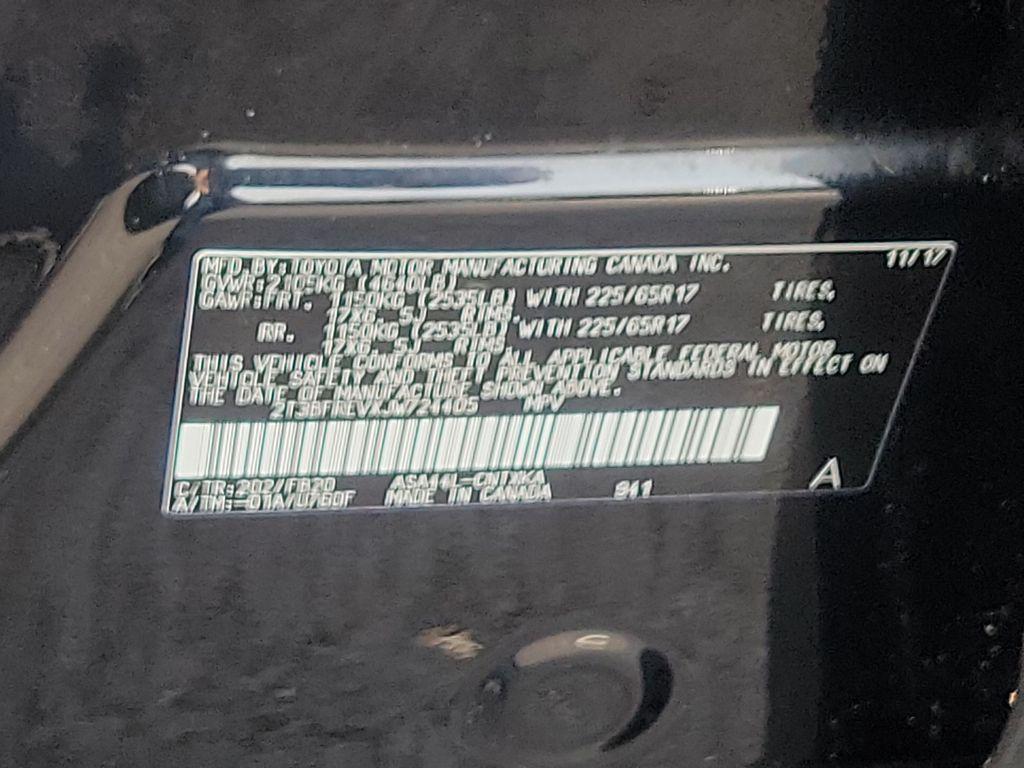 MFD BY: TOYOTA MOTOR MANUFACTURING CANADA INC. 11/17
GVWR: 2105KG (4640LB)
GAWR: FRT. 1150KG (2535LB) WITH 225/65R17 TIRES,
17X6.5J RIMS,
RR. 1150KG (2535LB) WITH 225/65R17 TIRES,
17X6.5J RIMS
THIS VEHICLE CONFORMS TO ALL APPLICABLE FEDERAL MOTOR
VEHICLE SAFETY AND THEFT PREVENTION STANDARDS IN EFFECT ON
THE DATE OF MANUFACTURE SHOWN ABOVE.
MPV
C/TR: 202/FB20 MADE IN CANADA 941 A
A/TM: -01A/U760F